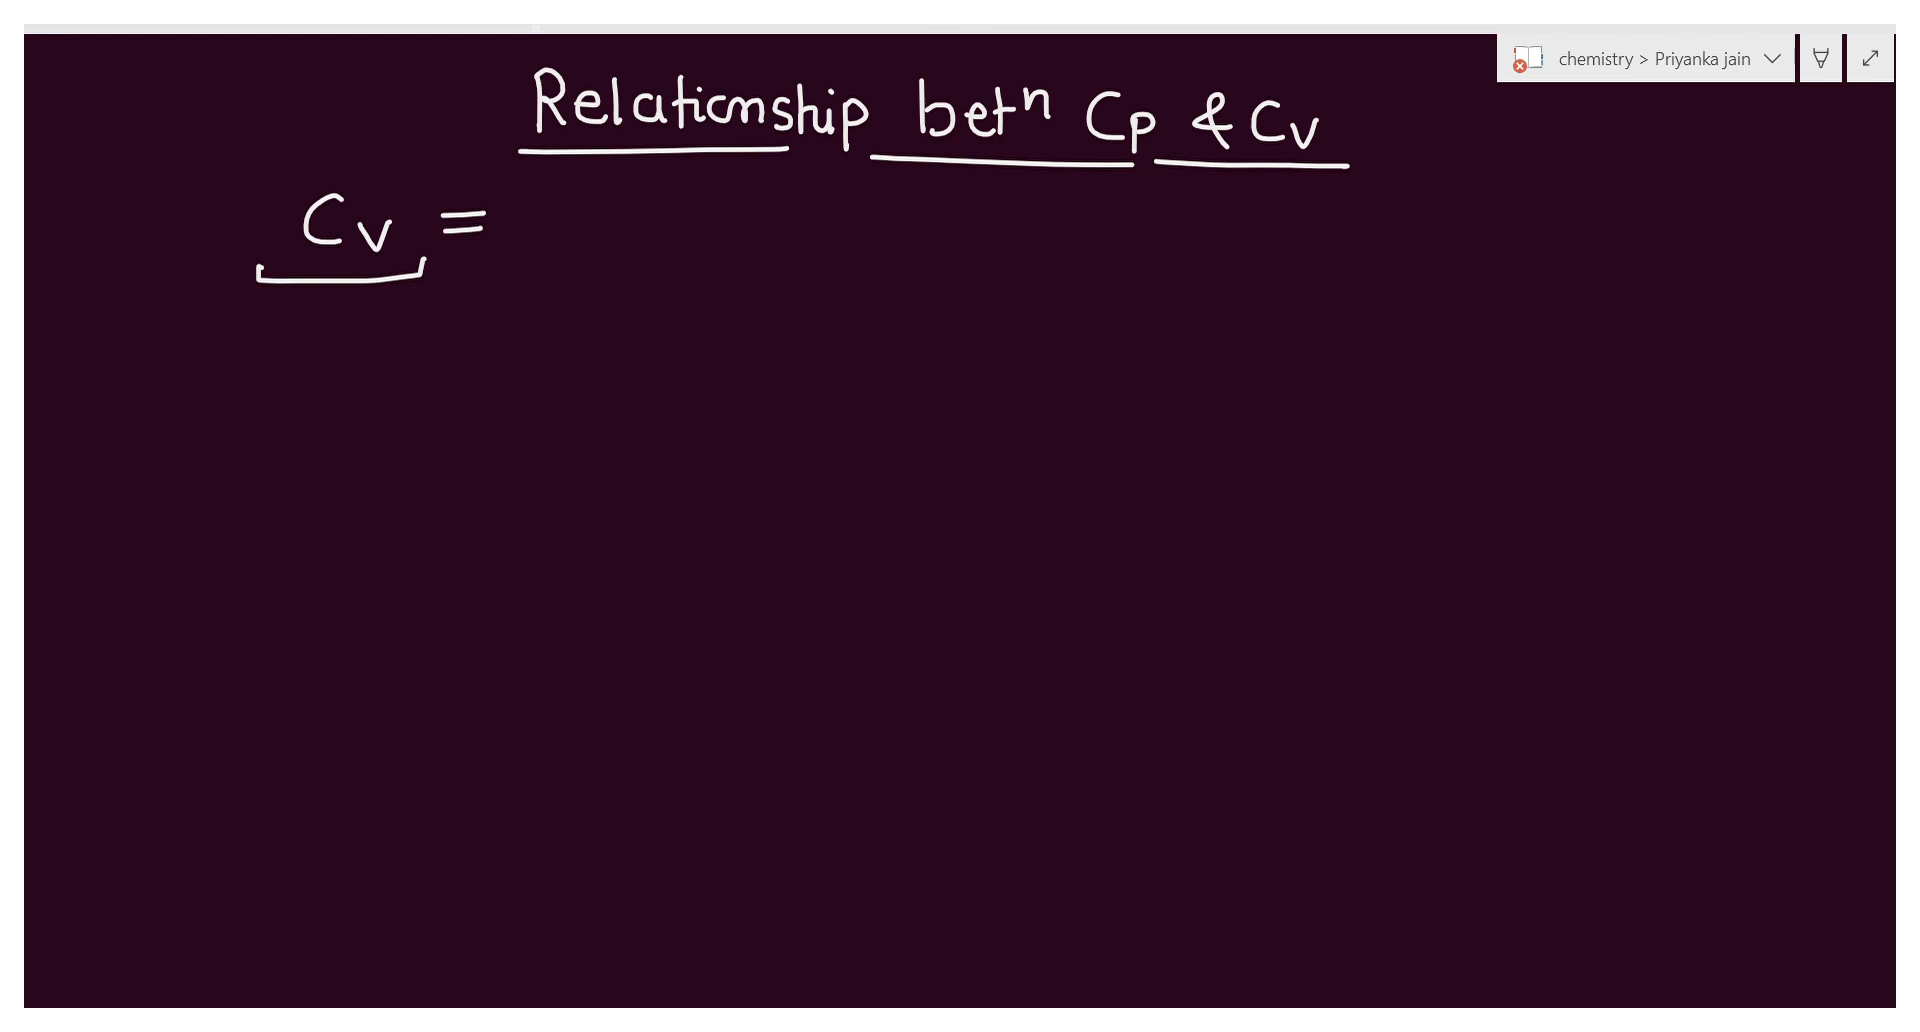 chemistry > Priyanka jain
Relationship betⁿ Cp & Cv
Cv =